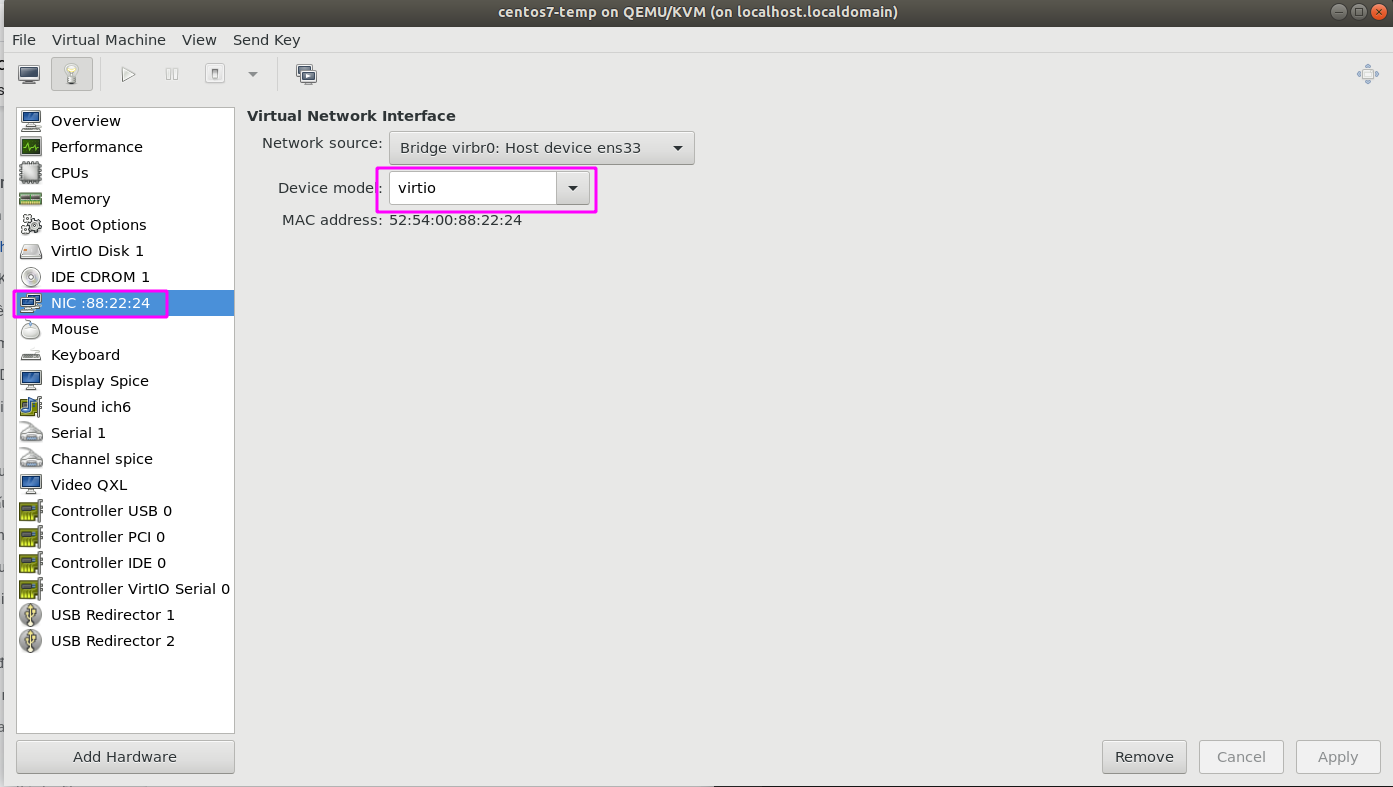 centos7-temp on QEMU/KVM (on localhost.localdomain)
File Virtual Machine View Send Key
Overview
Performance
CPUs
Memory
Boot Options
VirtIO Disk 1
IDE CDROM 1
NIC :88:22:24
Mouse
Keyboard
Display Spice
Sound ich6
Serial 1
Channel spice
Video QXL
Controller USB 0
Controller PCI 0
Controller IDE 0
Controller VirtIO Serial 0
USB Redirector 1
USB Redirector 2
Add Hardware
Virtual Network Interface
Network source: Bridge virbr0: Host device ens33
Device model: virtio
MAC address: 52:54:00:88:22:24
Remove Cancel Apply